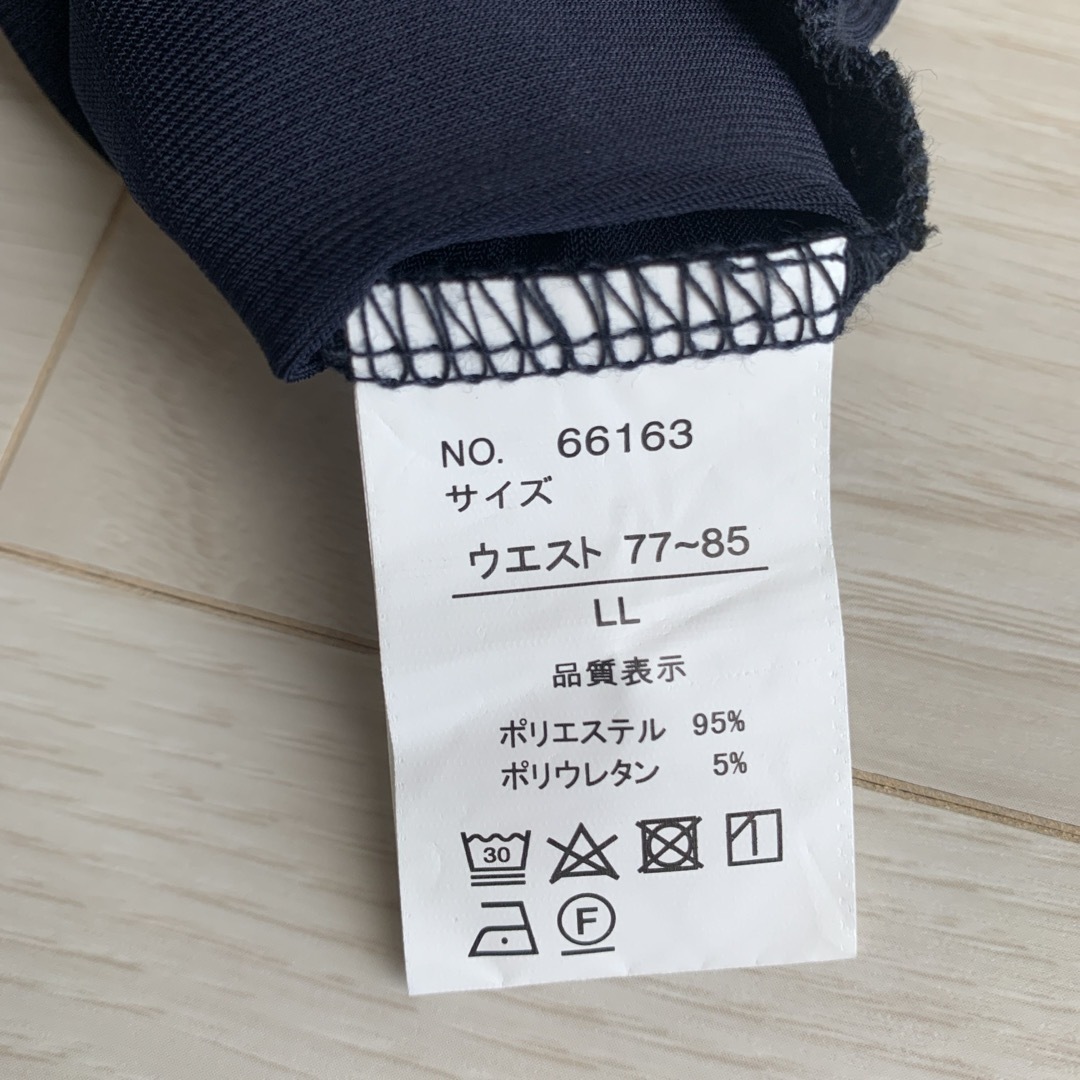 NO. 66163
サイズ
ウエスト 77~85
LL
品質表示
ポリエステル 95%
ポリウレタン 5%
30
F